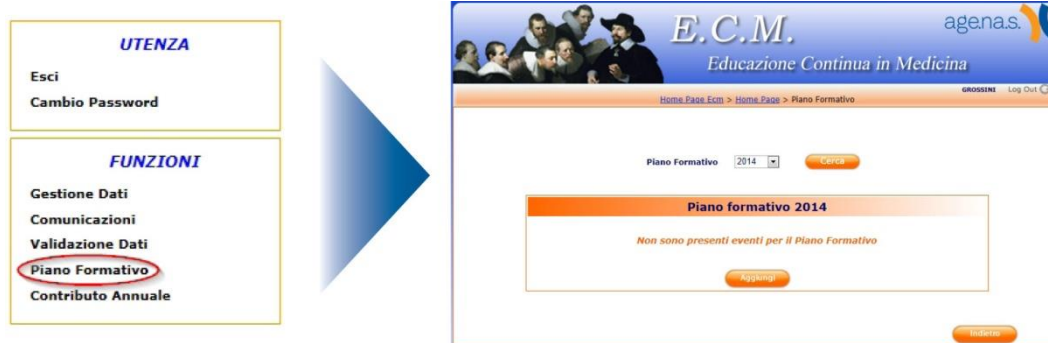 UTENZA
Esci
Cambio Password
FUNZIONI
Gestione Dati
Comunicazioni
Validazione Dati
Piano Formativo
Contributo Annuale
E.C.M.
agenas.
Educazione Continua in Medicina
GROSSINI Log Out
Home Page Ecm > Home Page > Piano Formativo
Piano Formativo 2014 Cerca
Piano formativo 2014
Non sono presenti eventi per il Piano Formativo
Aggiungi
Indietro